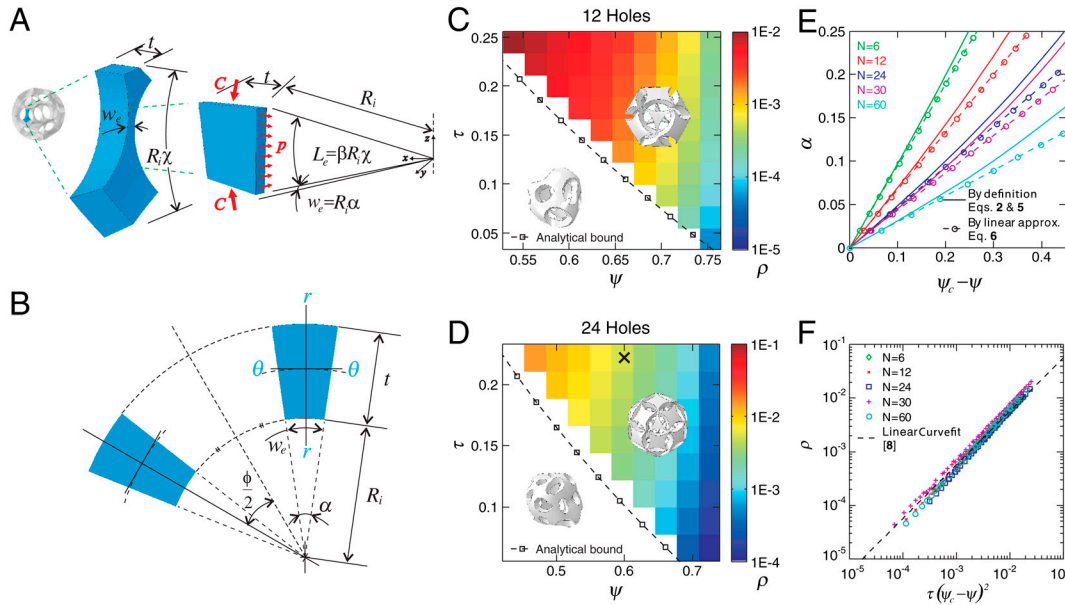 A
t
w_e
R_iχ
C
t
R_i
p
L_e=βR_iχ
z
x
y
C
w_e=R_iα
B
r
θ
θ
t
w_e
r
ϕ
2
α
R_i
C
12 Holes
τ
0.25
0.2
0.15
0.1
0.05
Analytical bound
0.55
0.6
0.65
0.7
0.75
ψ
1E-2
1E-3
1E-4
1E-5
ρ
D
24 Holes
τ
0.2
0.15
0.1
Analytical bound
0.5
0.6
0.7
ψ
1E-1
1E-2
1E-3
1E-4
ρ
E
α
0.25
0.2
0.15
0.1
0.05
0
N=6
N=12
N=24
N=30
N=60
By definition
Eqs. 2 & 5
By linear approx.
Eq. 6
0
0.1
0.2
0.3
0.4
ψ_c−ψ
F
ρ
10⁻¹
10⁻²
10⁻³
10⁻⁴
10⁻⁵
N=6
N=12
N=24
N=30
N=60
Linear Curvefit
[8]
10⁻⁵
10⁻⁴
10⁻³
10⁻²
τ(ψ_c−ψ)²